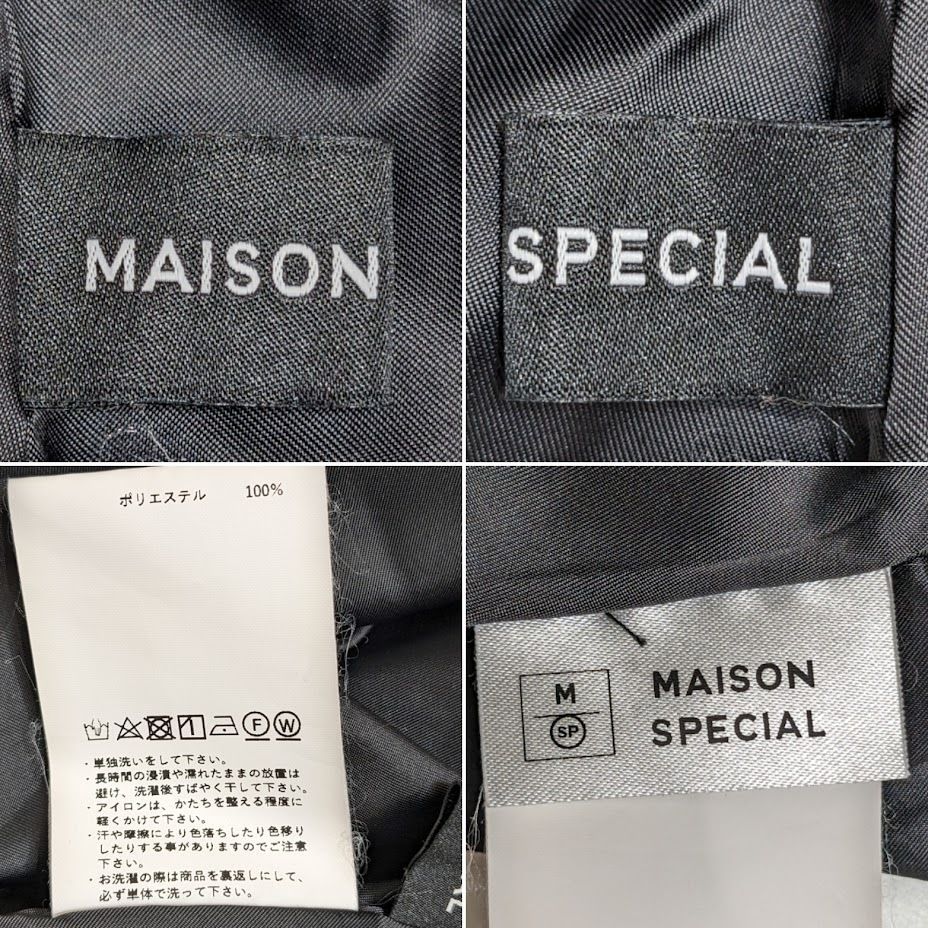 MAISON
SPECIAL
ポリエステル 100%
F W
・単独洗いをして下さい。
・長時間の浸漬や濡れたままの放置は
避け、洗濯後すばやく干して下さい。
・アイロンは、かたちを整える程度に
軽くかけて下さい。
・汗や摩擦により色落ちしたり色移り
したりする事がありますのでご注意
下さい。
・お洗濯の際は商品を裏返しにして、
必ず単体で洗って下さい。
M
SP
MAISON
SPECIAL